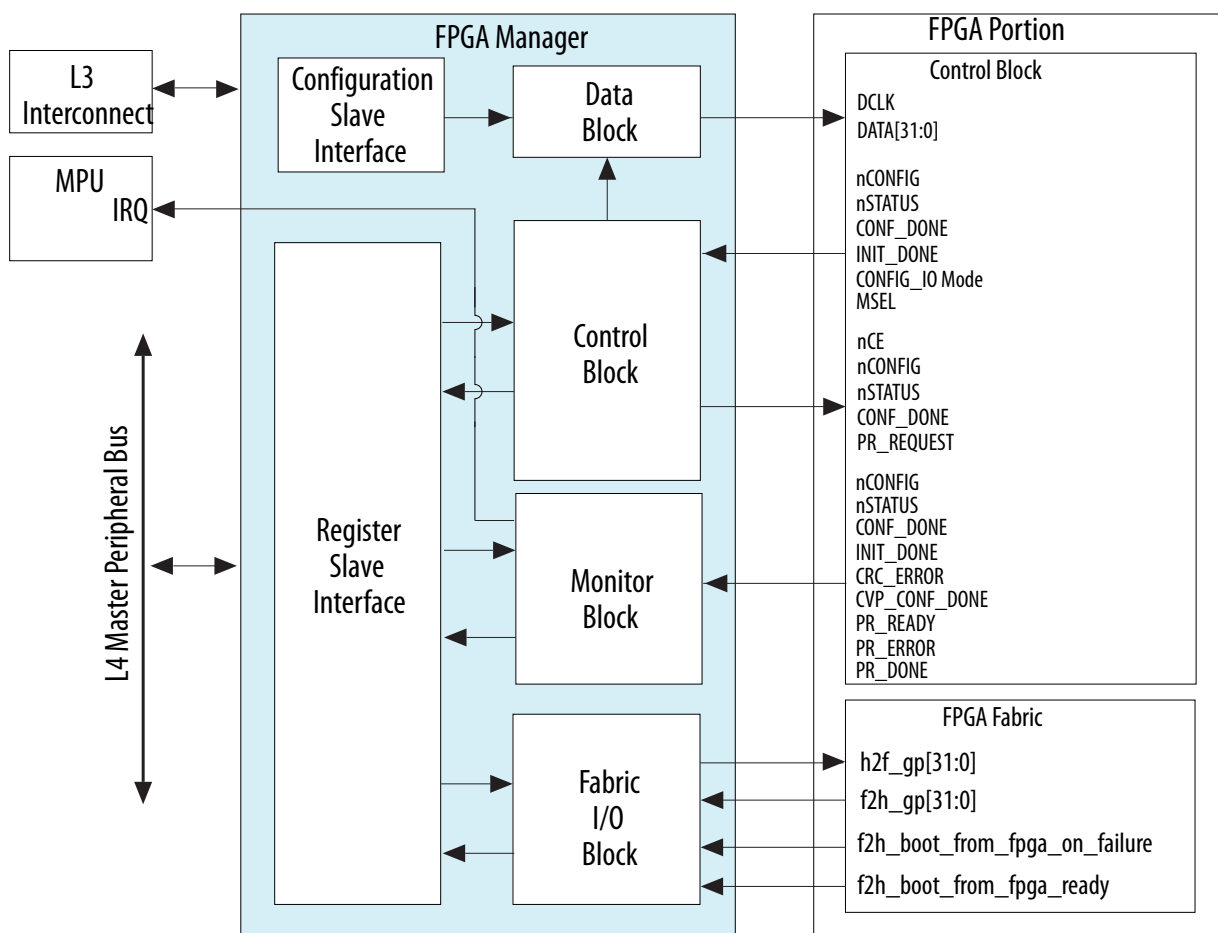 FPGA Manager
FPGA Portion
L3
Interconnect
MPU
IRQ
L4 Master Peripheral Bus
Configuration
Slave
Interface
Data
Block
Register
Slave
Interface
Control
Block
Monitor
Block
Fabric
I/O
Block
Control Block
DCLK
DATA[31:0]
nCONFIG
nSTATUS
CONF_DONE
INIT_DONE
CONFIG_IO Mode
MSEL
nCE
nCONFIG
nSTATUS
CONF_DONE
PR_REQUEST
nCONFIG
nSTATUS
CONF_DONE
INIT_DONE
CRC_ERROR
CVP_CONF_DONE
PR_READY
PR_ERROR
PR_DONE
FPGA Fabric
h2f_gp[31:0]
f2h_gp[31:0]
f2h_boot_from_fpga_on_failure
f2h_boot_from_fpga_ready